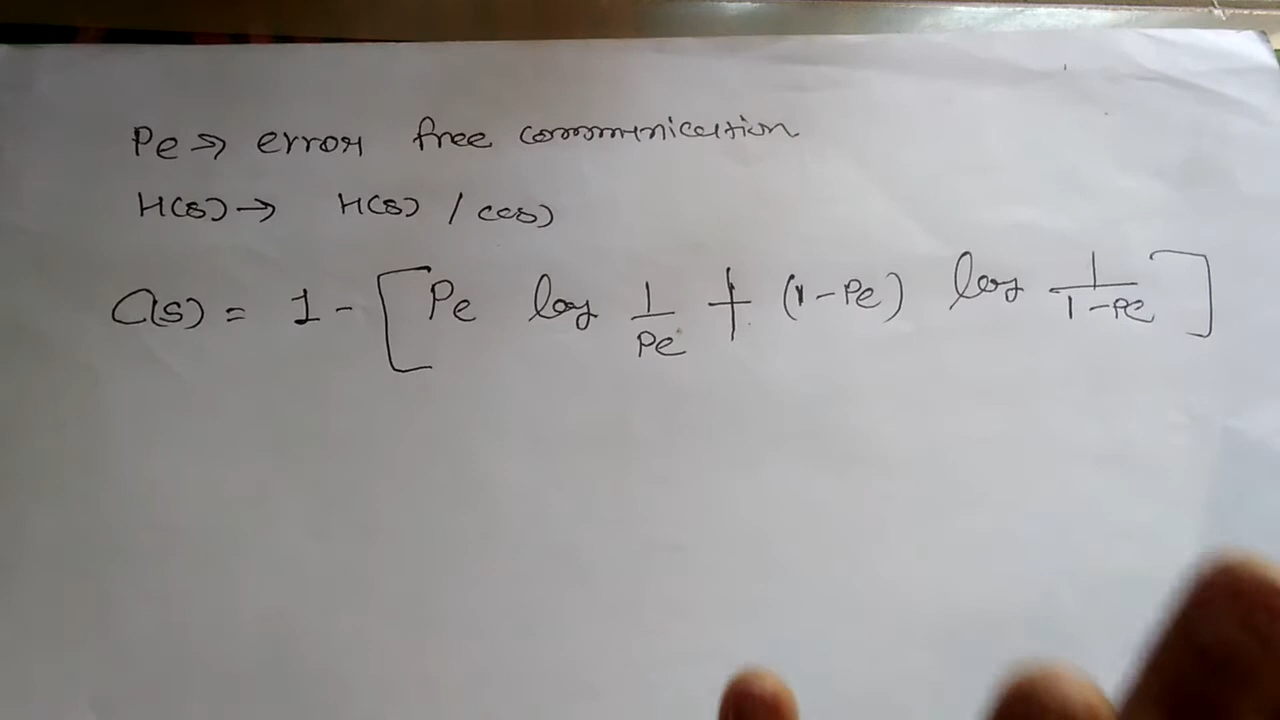 Pe → error free communication
H(s) → H(s) / C(s)
C(s) = 1 - [ Pe log 1/Pe + (1-Pe) log 1/1-Pe ]